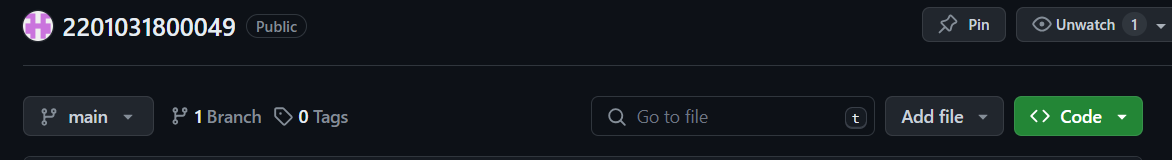 2201031800049 Public Pin Unwatch 1
main 1 Branch 0 Tags Go to file t Add file <> Code